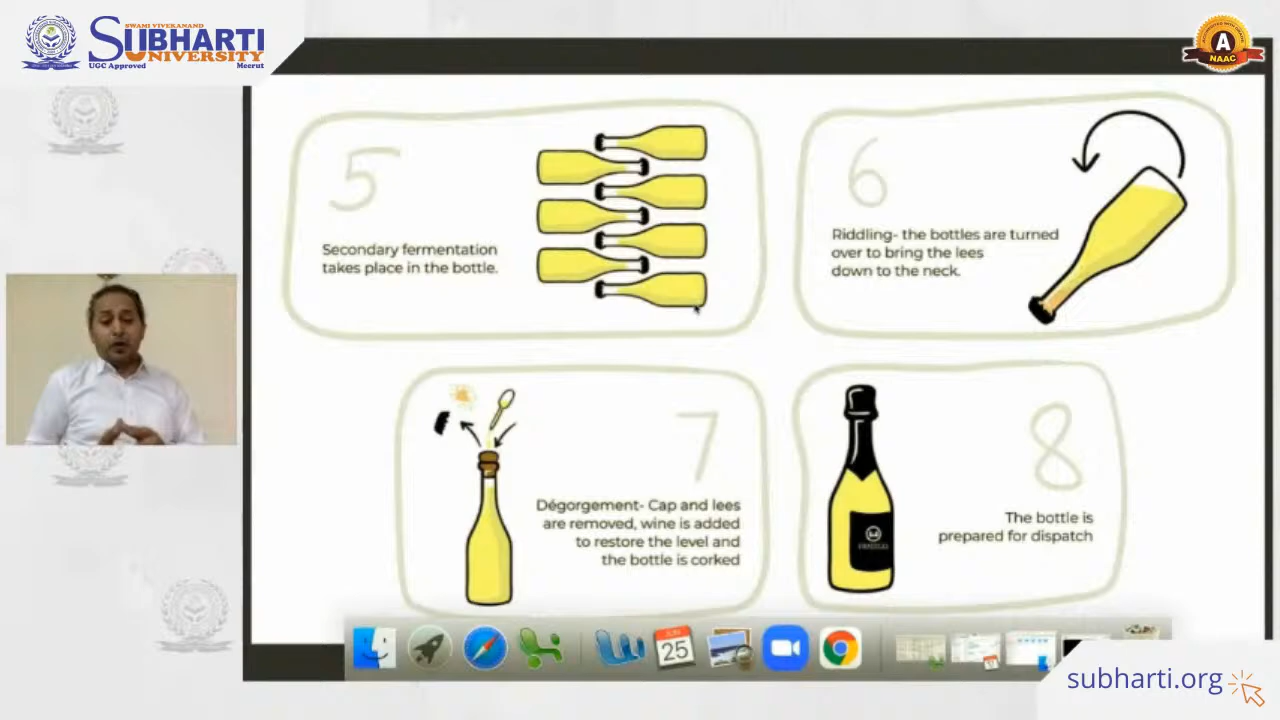 SWAMI VIVEKANAND
SUBHARTI
UNIVERSITY
UGC Approved Meerut
A
NAAC
5
Secondary fermentation
takes place in the bottle.
6
Riddling- the bottles are turned
over to bring the lees
down to the neck.
7
Dégorgement- Cap and lees
are removed, wine is added
to restore the level and
the bottle is corked
8
The bottle is
prepared for dispatch
JUN
25
subharti.org